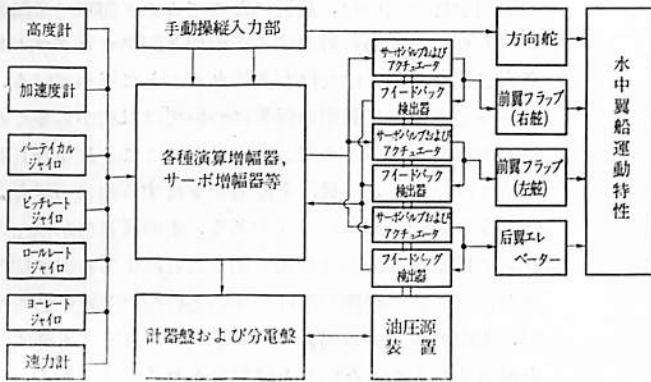 高度計
加速度計
バーチカル
ジャイロ
ピッチレート
ジャイロ
ロールレート
ジャイロ
ヨーレート
ジャイロ
速力計
手動操縦入力部
各種演算増幅器、
サーボ増幅器等
計器盤および分電盤
サーボバルブおよび
アクチュエータ
フィードバック
検出器
サーボバルブおよび
アクチュエータ
フィードバック
検出器
サーボバルブおよび
アクチュエータ
フィードバッグ
検出器
油圧源
装置
方向舵
前翼フラップ
(右舷)
前翼フラップ
(左舷)
后翼エレ
ベーター
水中翼船運動特性